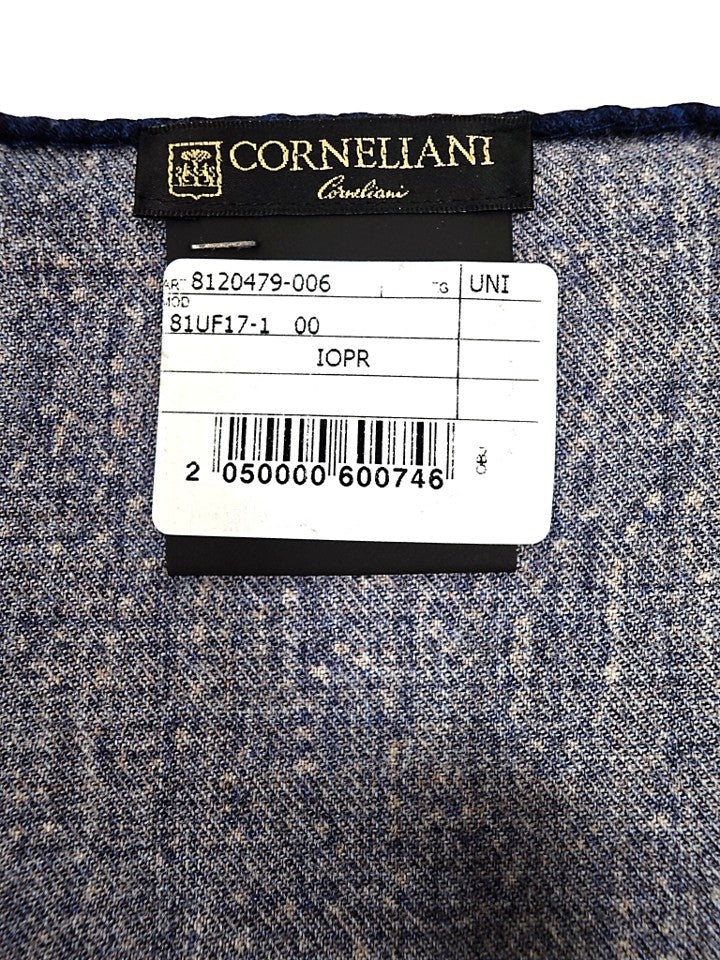 CORNELIANI
Corneliani
ART 8120479-006 TG UNI
MOD
81UF17-1 00
IOPR
2 050000 600746